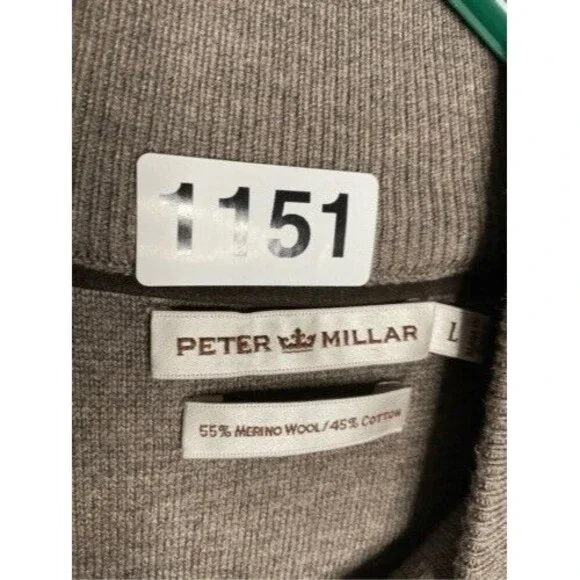 1151
PETER MILLAR
L
55% MERINO WOOL/45% COTTON